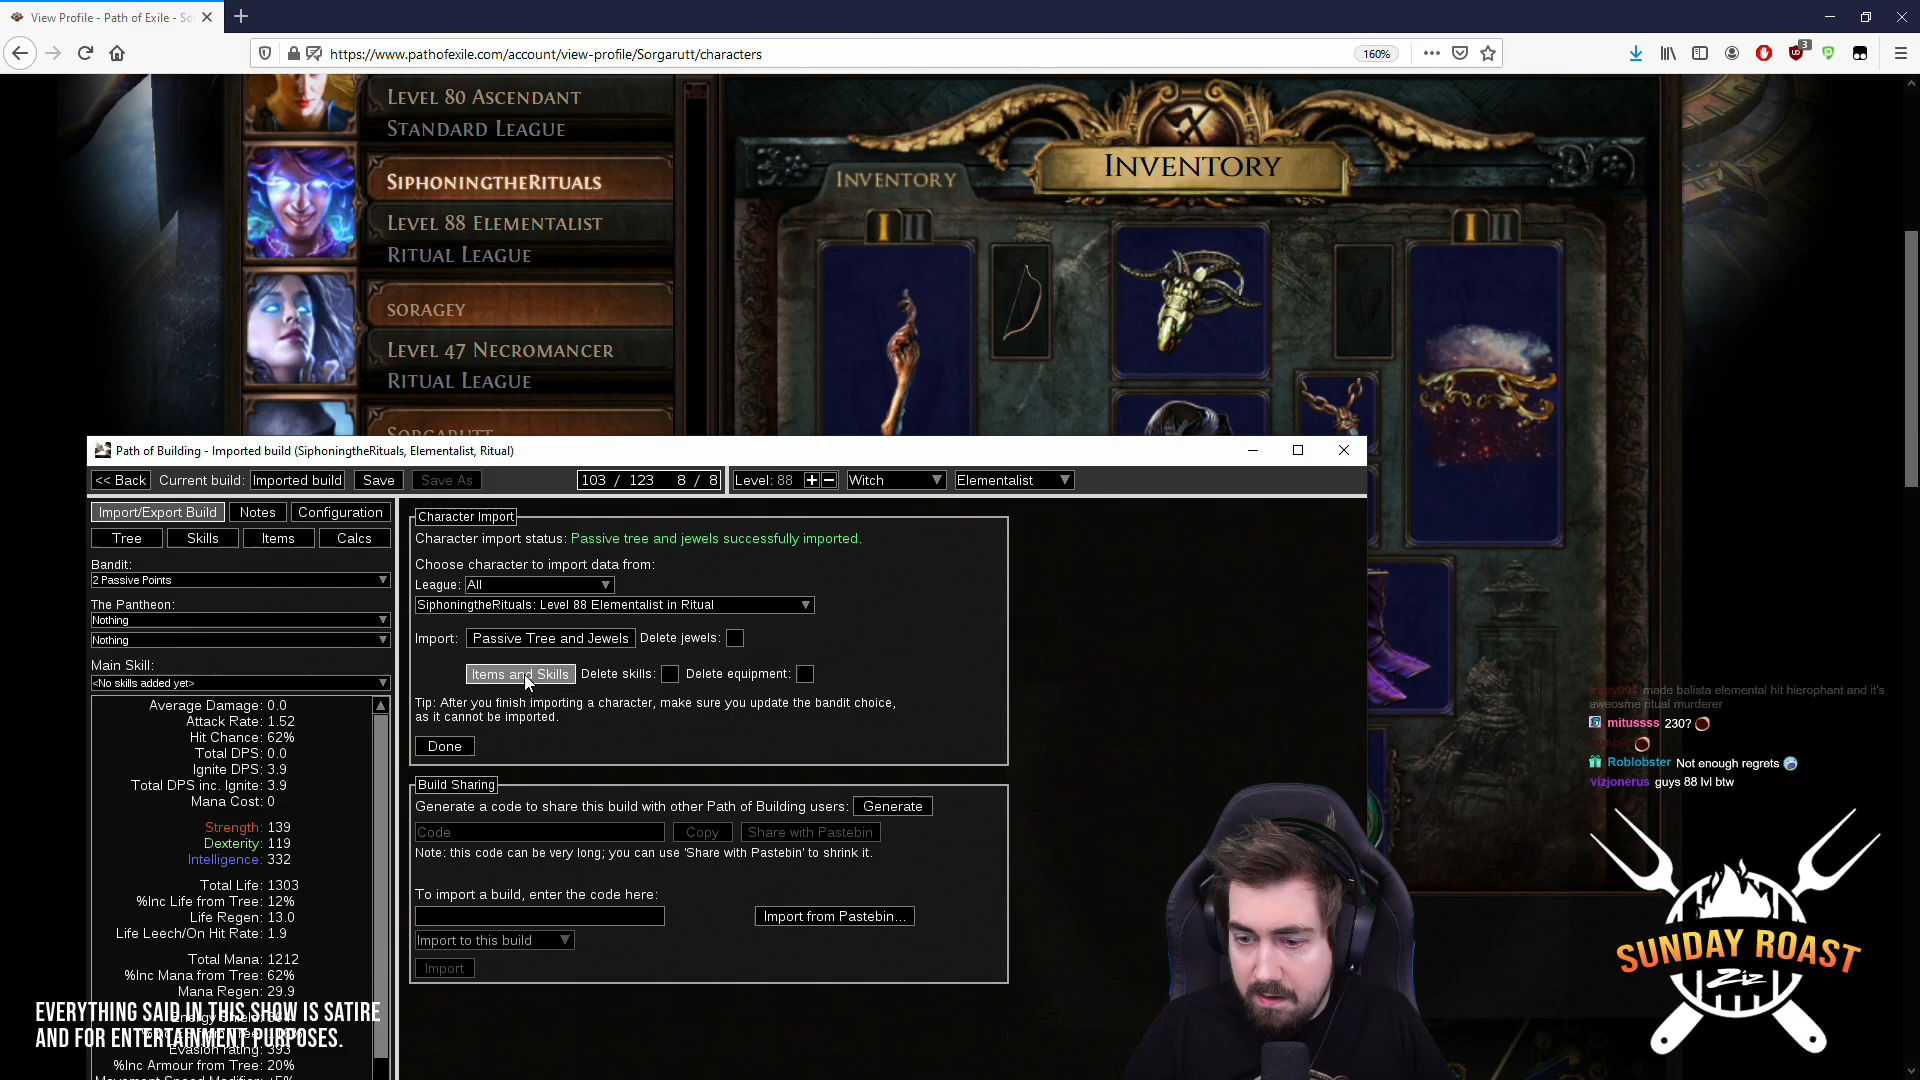 View Profile - Path of Exile - So
https://www.pathofexile.com/account/view-profile/Sorgarutt/characters
160%
3
Level 80 Ascendant
Standard League
SiphoningtheRituals
Level 88 Elementalist
Ritual League
soragey
Level 47 Necromancer
Ritual League
Sorgarutt
Inventory
Inventory
I II
I II
Path of Building - Imported build (SiphoningtheRituals, Elementalist, Ritual)
<< Back Current build: Imported build Save Save As 103 / 123 8 / 8 Level: 88 + - Witch Elementalist
Import/Export Build Notes Configuration
Tree Skills Items Calcs
Bandit:
2 Passive Points
The Pantheon:
Nothing
Nothing
Main Skill:
<No skills added yet>
Average Damage: 0.0
Attack Rate: 1.52
Hit Chance: 62%
Total DPS: 0.0
Ignite DPS: 3.9
Total DPS inc. Ignite: 3.9
Mana Cost: 0
Strength: 139
Dexterity: 119
Intelligence: 332
Total Life: 1303
%Inc Life from Tree: 12%
Life Regen: 13.0
Life Leech/On Hit Rate: 1.9
Total Mana: 1212
%Inc Mana from Tree: 62%
Mana Regen: 29.9
Evasion rating: 393
%Inc Armour from Tree: 20%
Character Import
Character import status: Passive tree and jewels successfully imported.
Choose character to import data from:
League: All
SiphoningtheRituals: Level 88 Elementalist in Ritual
Import: Passive Tree and Jewels Delete jewels:
Items and Skills Delete skills: Delete equipment:
Tip: After you finish importing a character, make sure you update the bandit choice,
as it cannot be imported.
Done
Build Sharing
Generate a code to share this build with other Path of Building users: Generate
Code Copy Share with Pastebin
Note: this code can be very long; you can use 'Share with Pastebin' to shrink it.
To import a build, enter the code here:
Import from Pastebin...
Import to this build
Import
EVERYTHING SAID IN THIS SHOW IS SATIRE
AND FOR ENTERTAINMENT PURPOSES.
made balista elemental hit hierophant and it's
aweosme ritual murderer
mitussss 230?
Roblobster Not enough regrets
vizjonerus guys 88 lvl btw
SUNDAY ROAST
Ziz